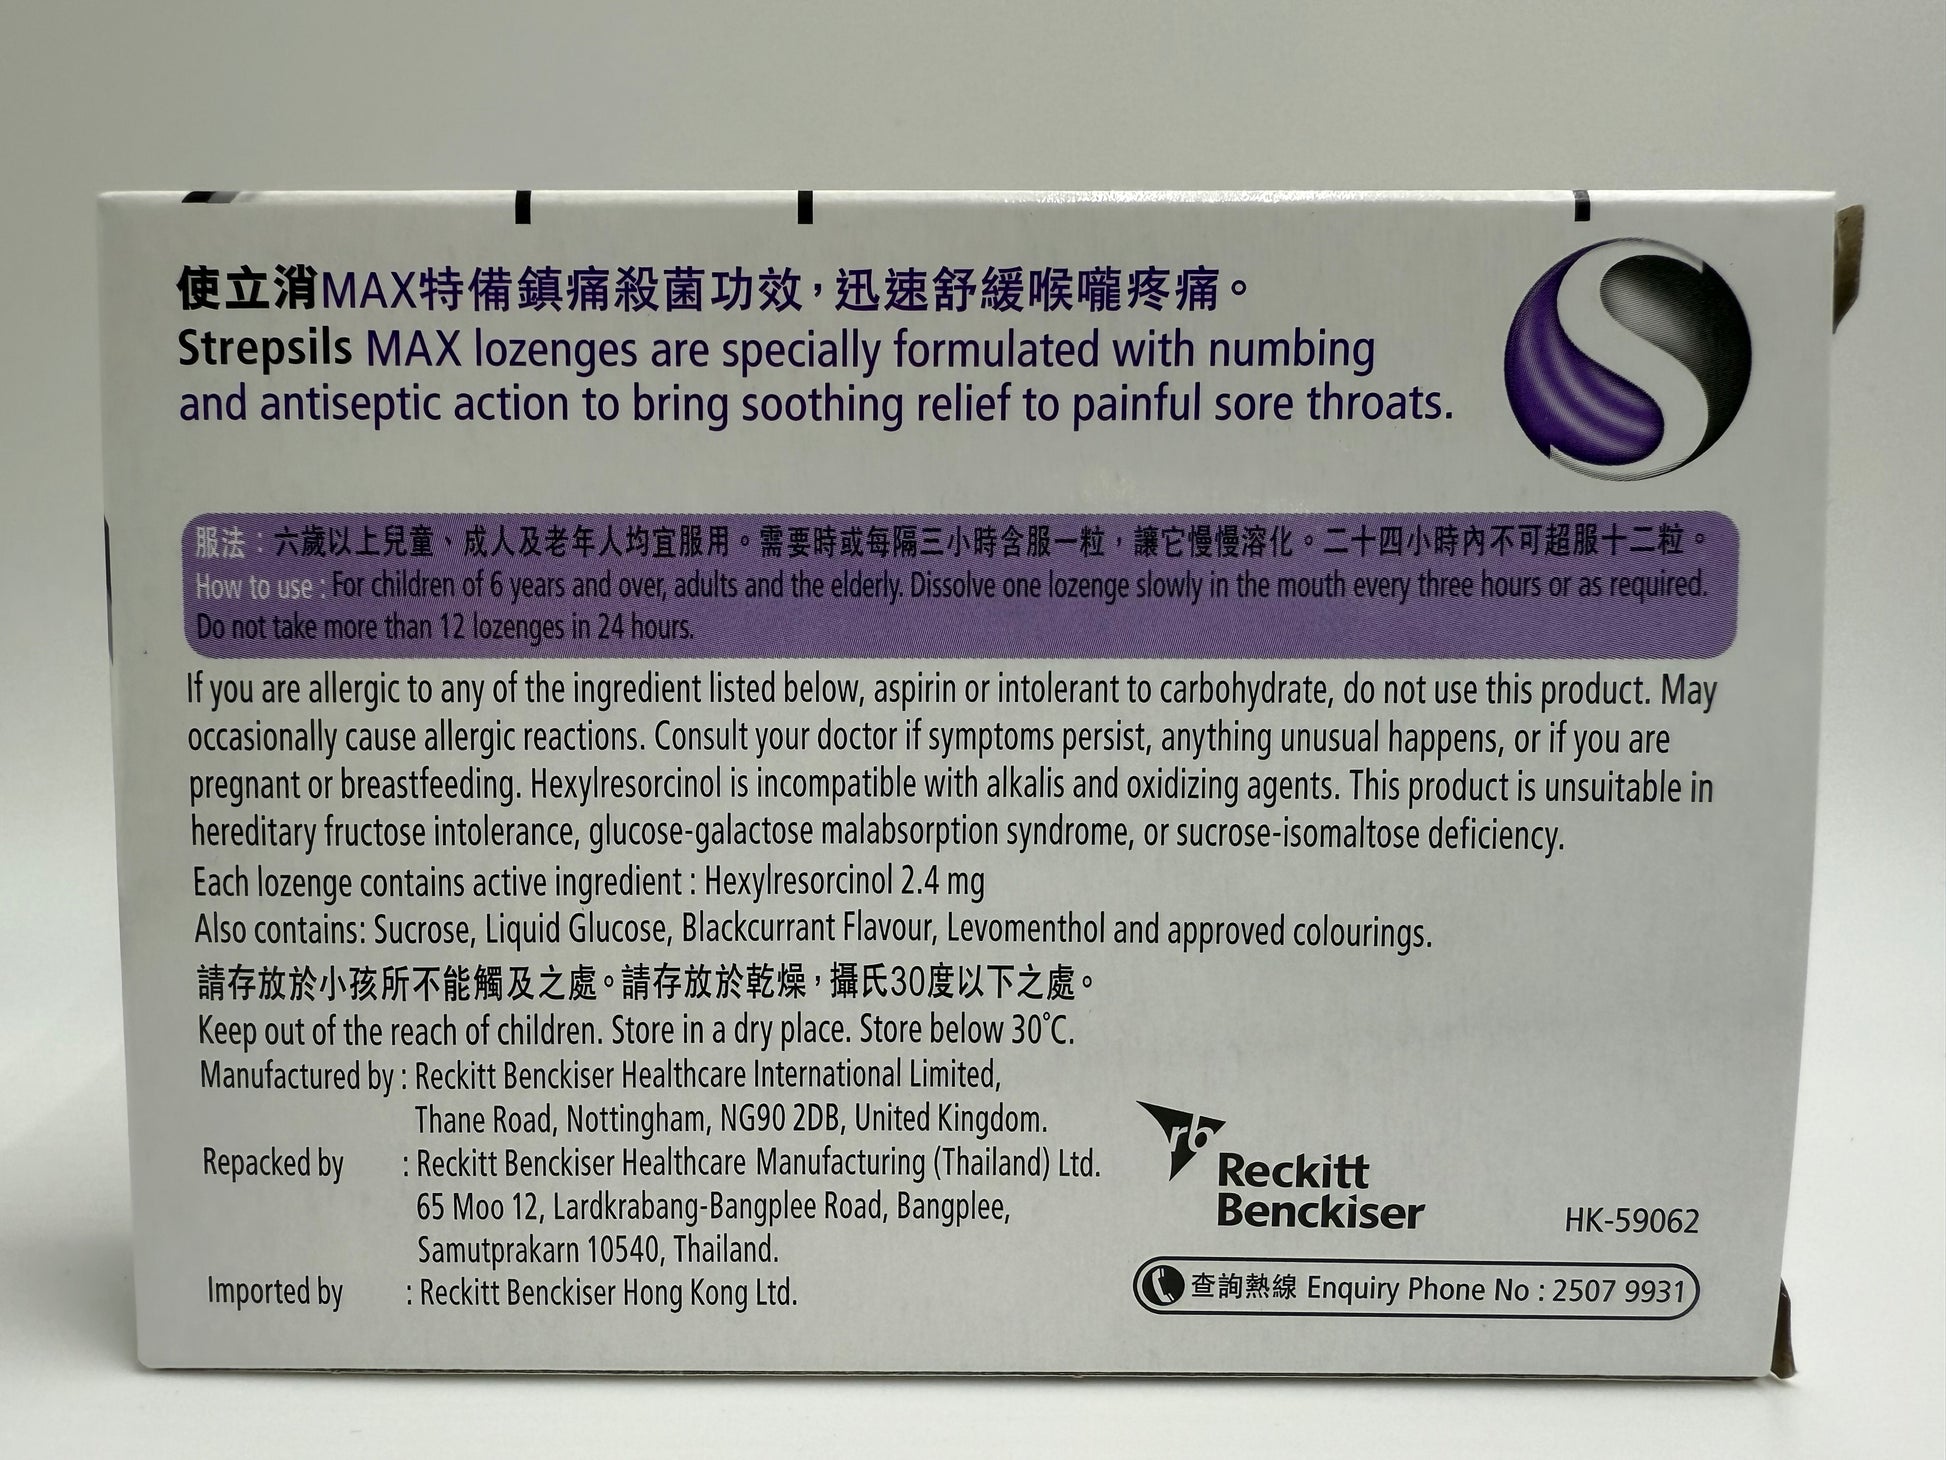 使立消MAX特備鎮痛殺菌功效，迅速舒緩喉嚨疼痛。
Strepsils MAX lozenges are specially formulated with numbing
and antiseptic action to bring soothing relief to painful sore throats.
服法：六歲以上兒童、成人及老年人均宜服用。需要時或每隔三小時含服一粒，讓它慢慢溶化。二十四小時內不可超服十二粒。
How to use : For children of 6 years and over, adults and the elderly. Dissolve one lozenge slowly in the mouth every three hours or as required.
Do not take more than 12 lozenges in 24 hours.
If you are allergic to any of the ingredient listed below, aspirin or intolerant to carbohydrate, do not use this product. May
occasionally cause allergic reactions. Consult your doctor if symptoms persist, anything unusual happens, or if you are
pregnant or breastfeeding. Hexylresorcinol is incompatible with alkalis and oxidizing agents. This product is unsuitable in
hereditary fructose intolerance, glucose-galactose malabsorption syndrome, or sucrose-isomaltose deficiency.
Each lozenge contains active ingredient : Hexylresorcinol 2.4 mg
Also contains: Sucrose, Liquid Glucose, Blackcurrant Flavour, Levomenthol and approved colourings.
請存放於小孩所不能觸及之處。請存放於乾燥，攝氏30度以下之處。
Keep out of the reach of children. Store in a dry place. Store below 30°C.
Manufactured by : Reckitt Benckiser Healthcare International Limited,
Thane Road, Nottingham, NG90 2DB, United Kingdom.
Repacked by : Reckitt Benckiser Healthcare Manufacturing (Thailand) Ltd.
65 Moo 12, Lardkrabang-Bangplee Road, Bangplee,
Samutprakarn 10540, Thailand.
Imported by : Reckitt Benckiser Hong Kong Ltd.
rb
Reckitt
Benckiser
HK-59062
查詢熱線 Enquiry Phone No : 2507 9931